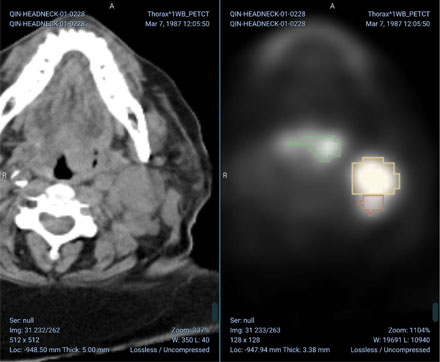 A
QIN-HEADNECK-01-0228
QIN-HEADNECK-01-0228
Thorax^1WB_PETCT
Mar 7, 1987 12:05:50
R
Ser: null
Img: 31 232/262
512 x 512
Loc: -948.50 mm Thick: 5.00 mm
Zoom: 337%
W: 350 L: 40
Lossless / Uncompressed
A
QIN-HEADNECK-01-0228
QIN-HEADNECK-01-0228
Thorax^1WB_PETCT
Mar 7, 1987 12:05:50
R
Ser: null
Img: 31 233/263
128 x 128
Loc: -947.94 mm Thick: 3.38 mm
Zoom: 1104%
W: 19691 L: 10940
Lossless / Uncompressed